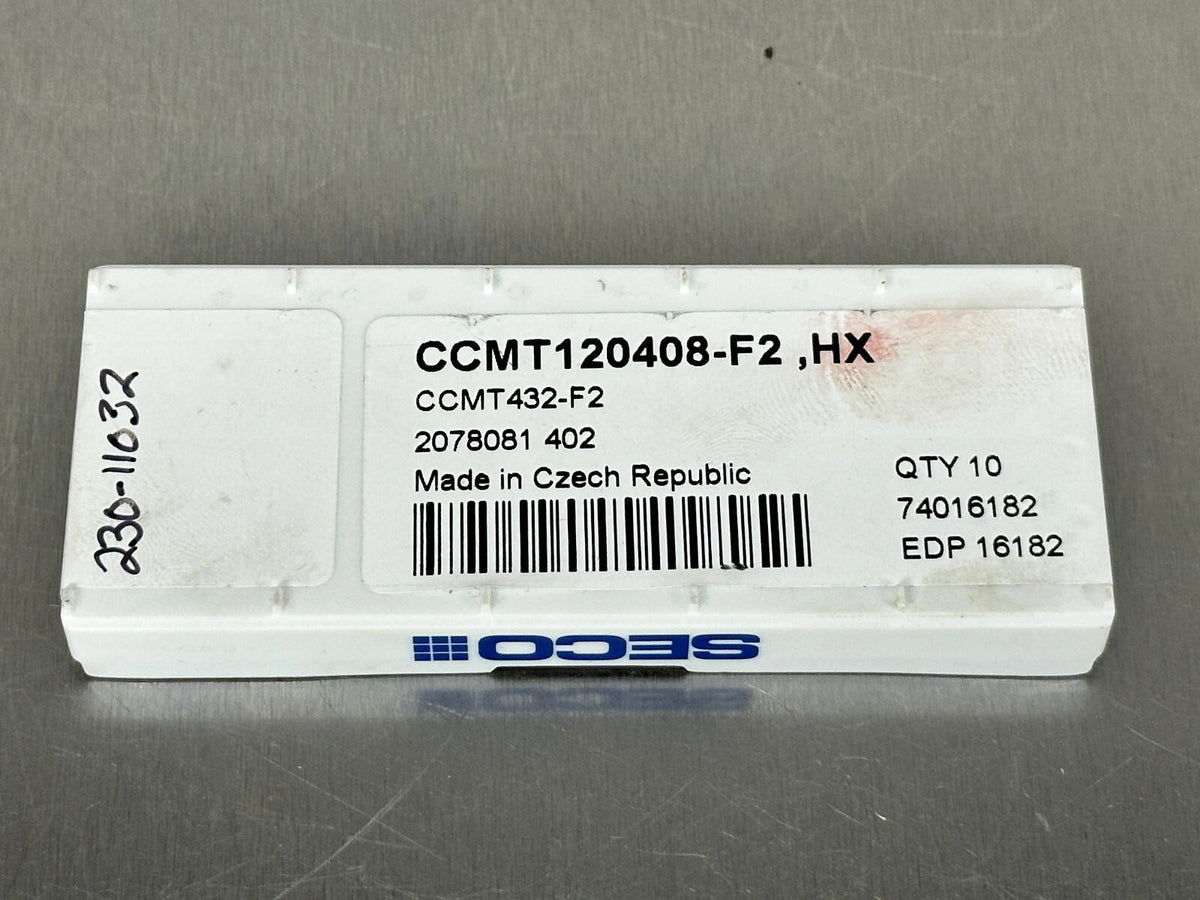 CCMT120408-F2 ,HX
CCMT432-F2
2078081 402
Made in Czech Republic
QTY 10
74016182
EDP 16182
230-11032
SECO